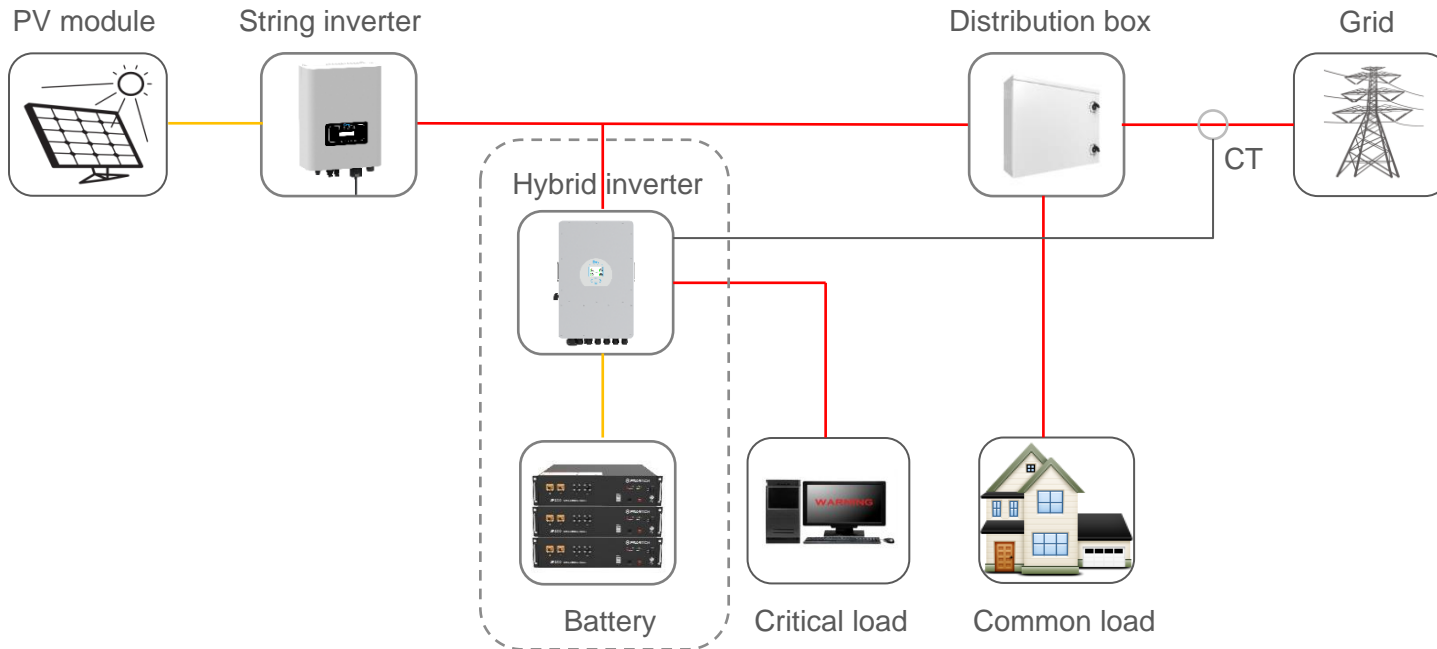 PV module
String inverter
Distribution box
Grid
CT
Hybrid inverter
WARNING
Battery
Critical load
Common load